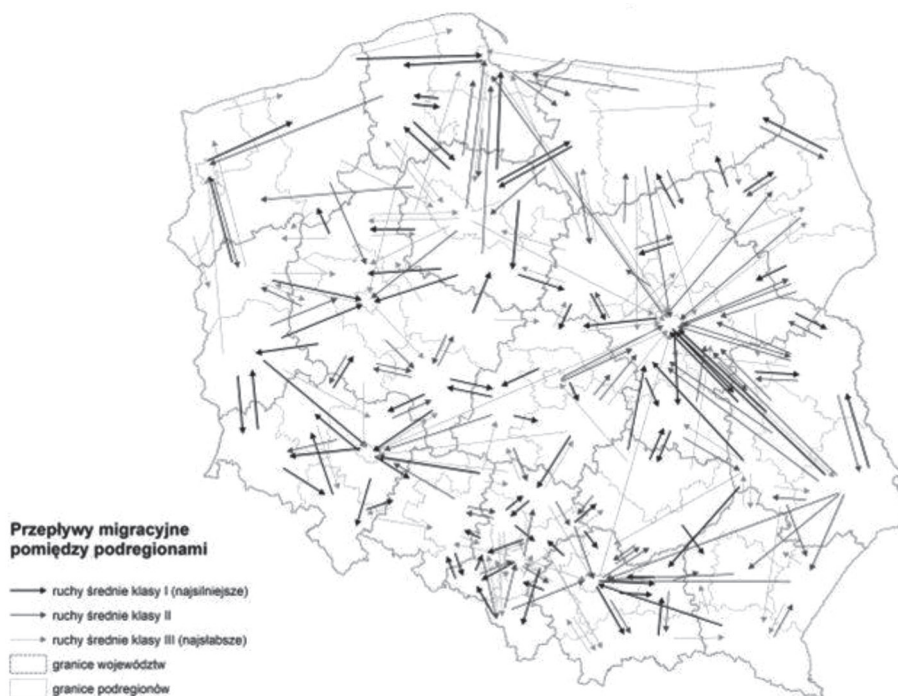 Przepływy migracyjne
pomiędzy podregionami
ruchy średnie klasy I (najsilniejsze)
ruchy średnie klasy II
ruchy średnie klasy III (najsłabsze)
granice województw
granice podregionów